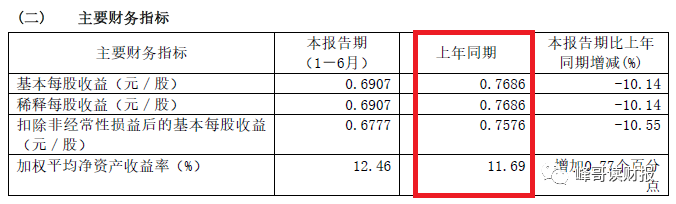 （二） 主要财务指标
主要财务指标 本报告期（1－6月） 上年同期 本报告期比上年同期增减(%)
基本每股收益（元／股） 0.6907 0.7686 -10.14
稀释每股收益（元／股） 0.6907 0.7686 -10.14
扣除非经常性损益后的基本每股收益（元／股） 0.6777 0.7576 -10.55
加权平均净资产收益率（%） 12.46 11.69 增加0.77个百分点
峰哥读财报